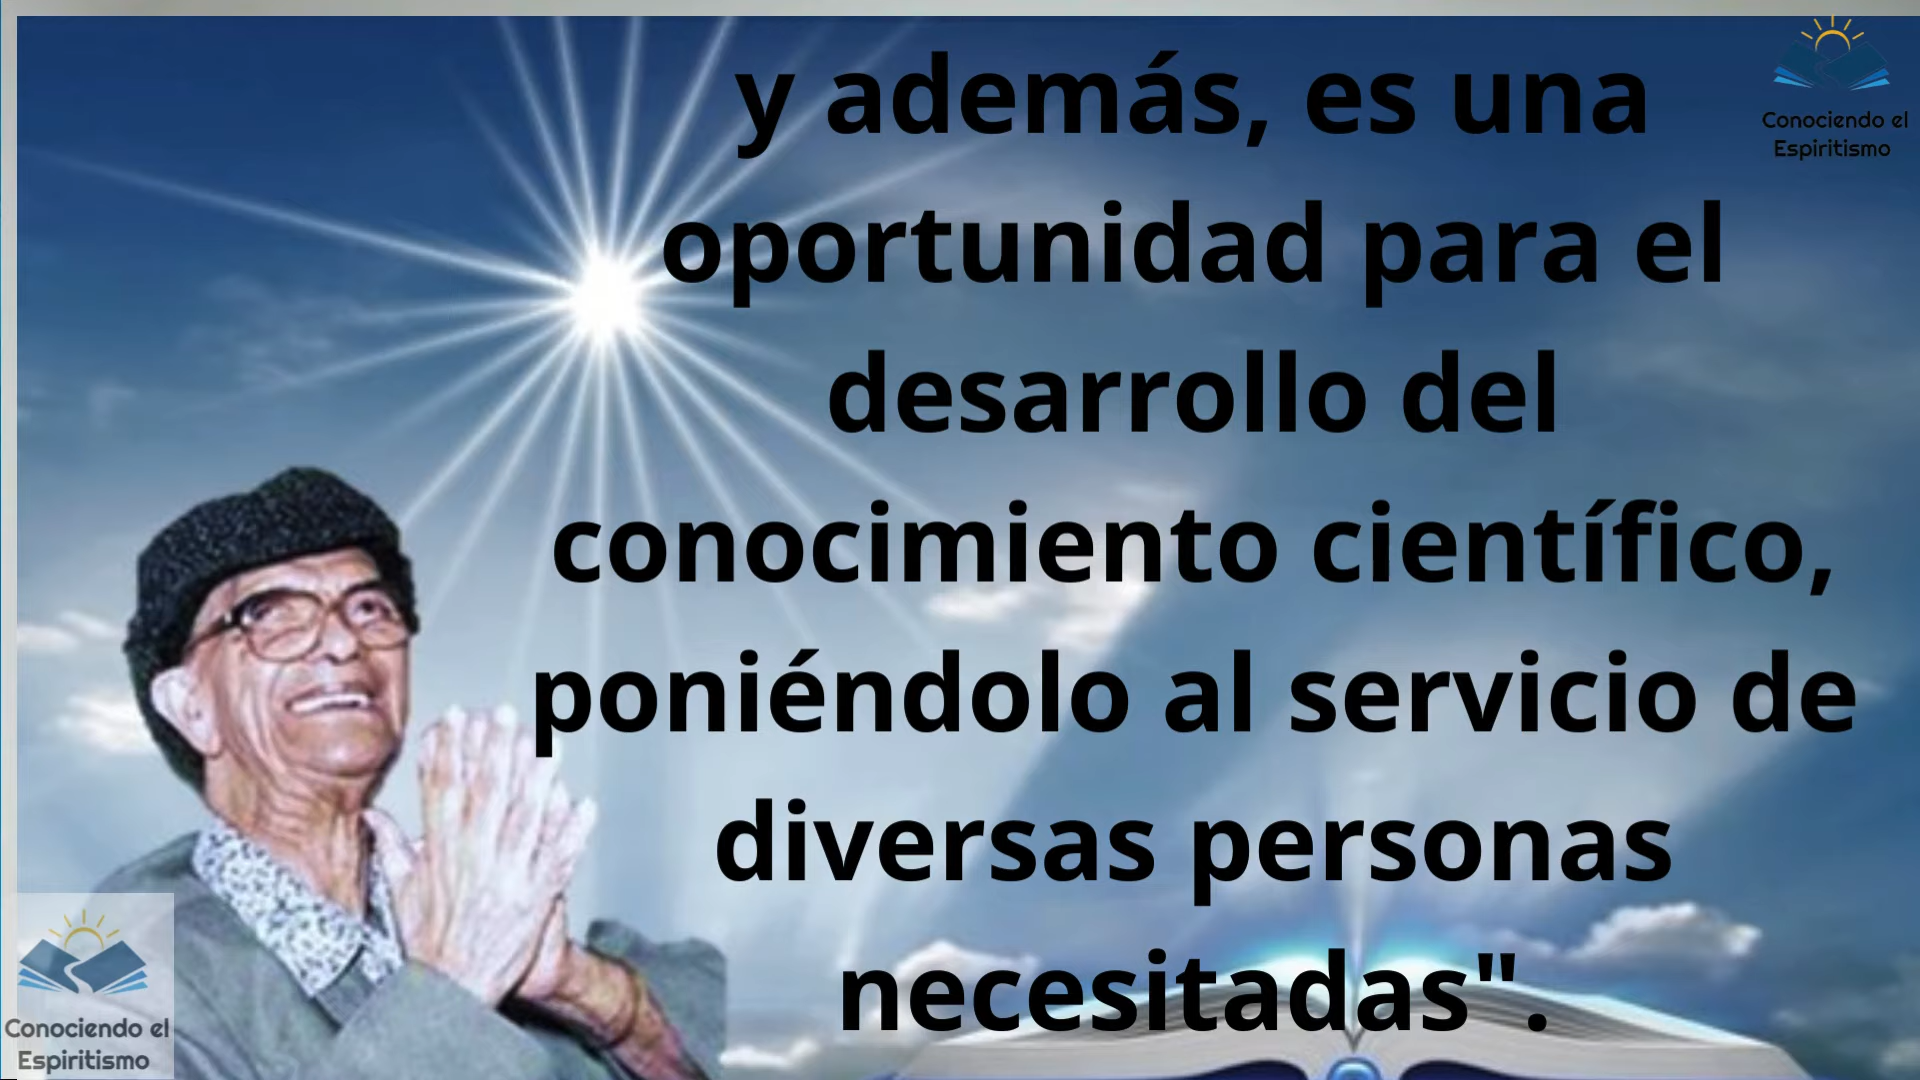 y además, es una
oportunidad para el
desarrollo del
conocimiento científico,
poniéndolo al servicio de
diversas personas
necesitadas".
Conociendo el
Espiritismo
Conociendo el
Espiritismo